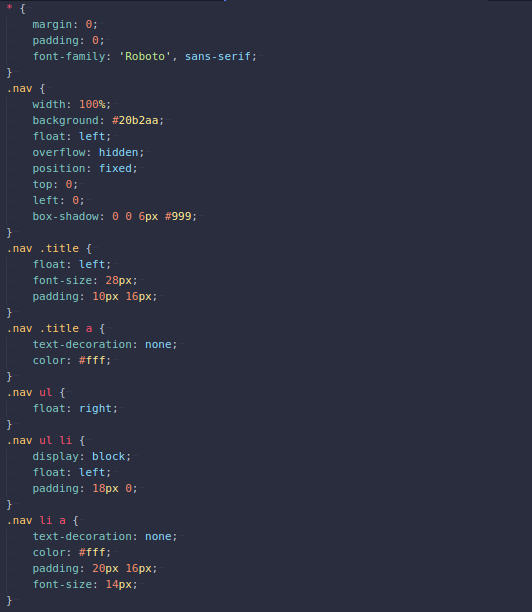 * {
    margin: 0;
    padding: 0;
    font-family: 'Roboto', sans-serif;
}
.nav {
    width: 100%;
    background: #20b2aa;
    float: left;
    overflow: hidden;
    position: fixed;
    top: 0;
    left: 0;
    box-shadow: 0 0 6px #999;
}
.nav .title {
    float: left;
    font-size: 28px;
    padding: 10px 16px;
}
.nav .title a {
    text-decoration: none;
    color: #fff;
}
.nav ul {
    float: right;
}
.nav ul li {
    display: block;
    float: left;
    padding: 18px 0;
}
.nav li a {
    text-decoration: none;
    color: #fff;
    padding: 20px 16px;
    font-size: 14px;
}